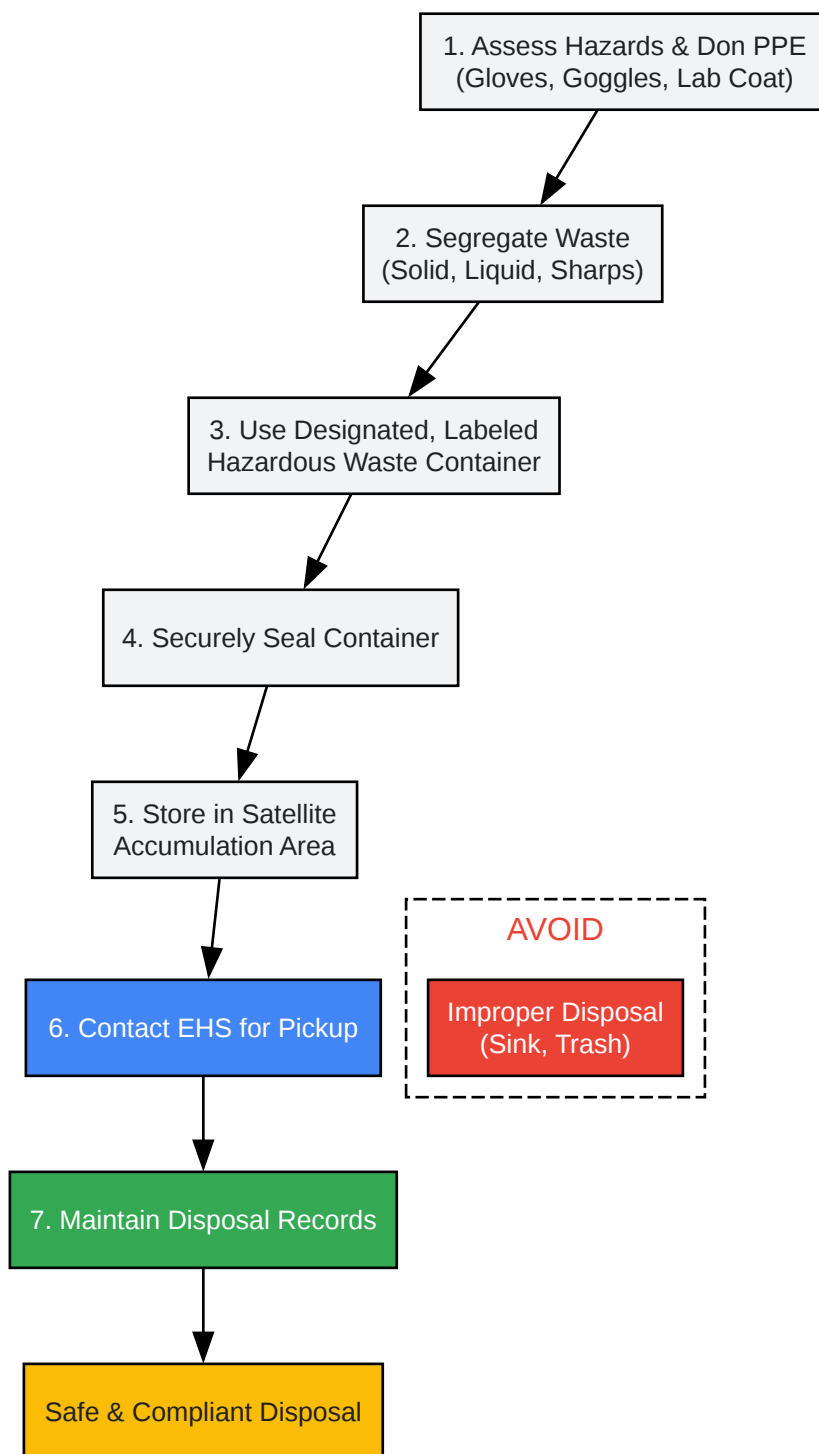 1. Assess Hazards & Don PPE
(Gloves, Goggles, Lab Coat)
2. Segregate Waste
(Solid, Liquid, Sharps)
3. Use Designated, Labeled
Hazardous Waste Container
4. Securely Seal Container
5. Store in Satellite
Accumulation Area
AVOID
6. Contact EHS for Pickup
Improper Disposal
(Sink, Trash)
7. Maintain Disposal Records
Safe & Compliant Disposal